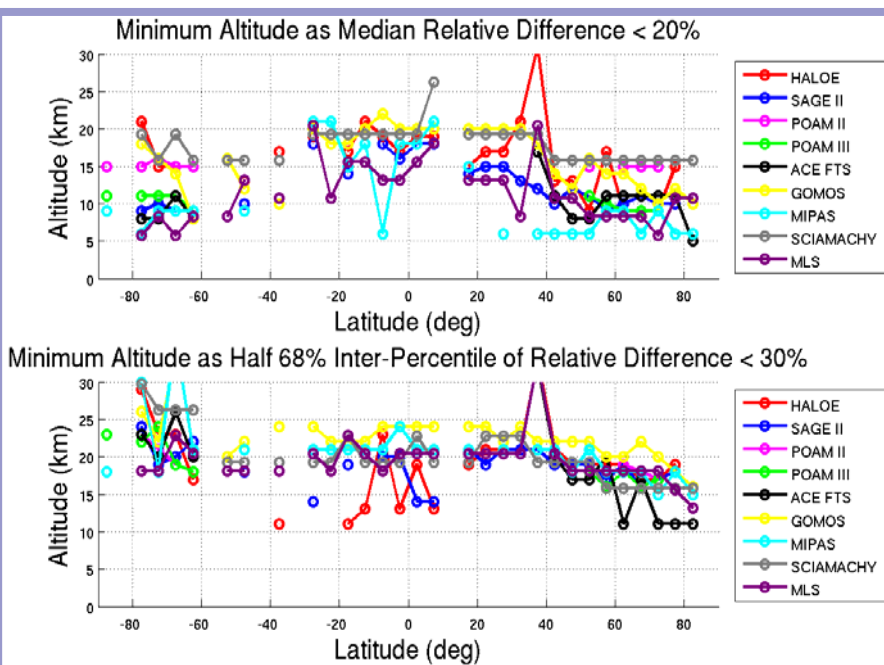 Minimum Altitude as Median Relative Difference < 20%
30
25
20
15
10
5
0
Altitude (km)
-80 -60 -40 -20 0 20 40 60 80
Latitude (deg)
HALOE
SAGE II
POAM II
POAM III
ACE FTS
GOMOS
MIPAS
SCIAMACHY
MLS
Minimum Altitude as Half 68% Inter-Percentile of Relative Difference < 30%
30
25
20
15
10
5
0
Altitude (km)
-80 -60 -40 -20 0 20 40 60 80
Latitude (deg)
HALOE
SAGE II
POAM II
POAM III
ACE FTS
GOMOS
MIPAS
SCIAMACHY
MLS